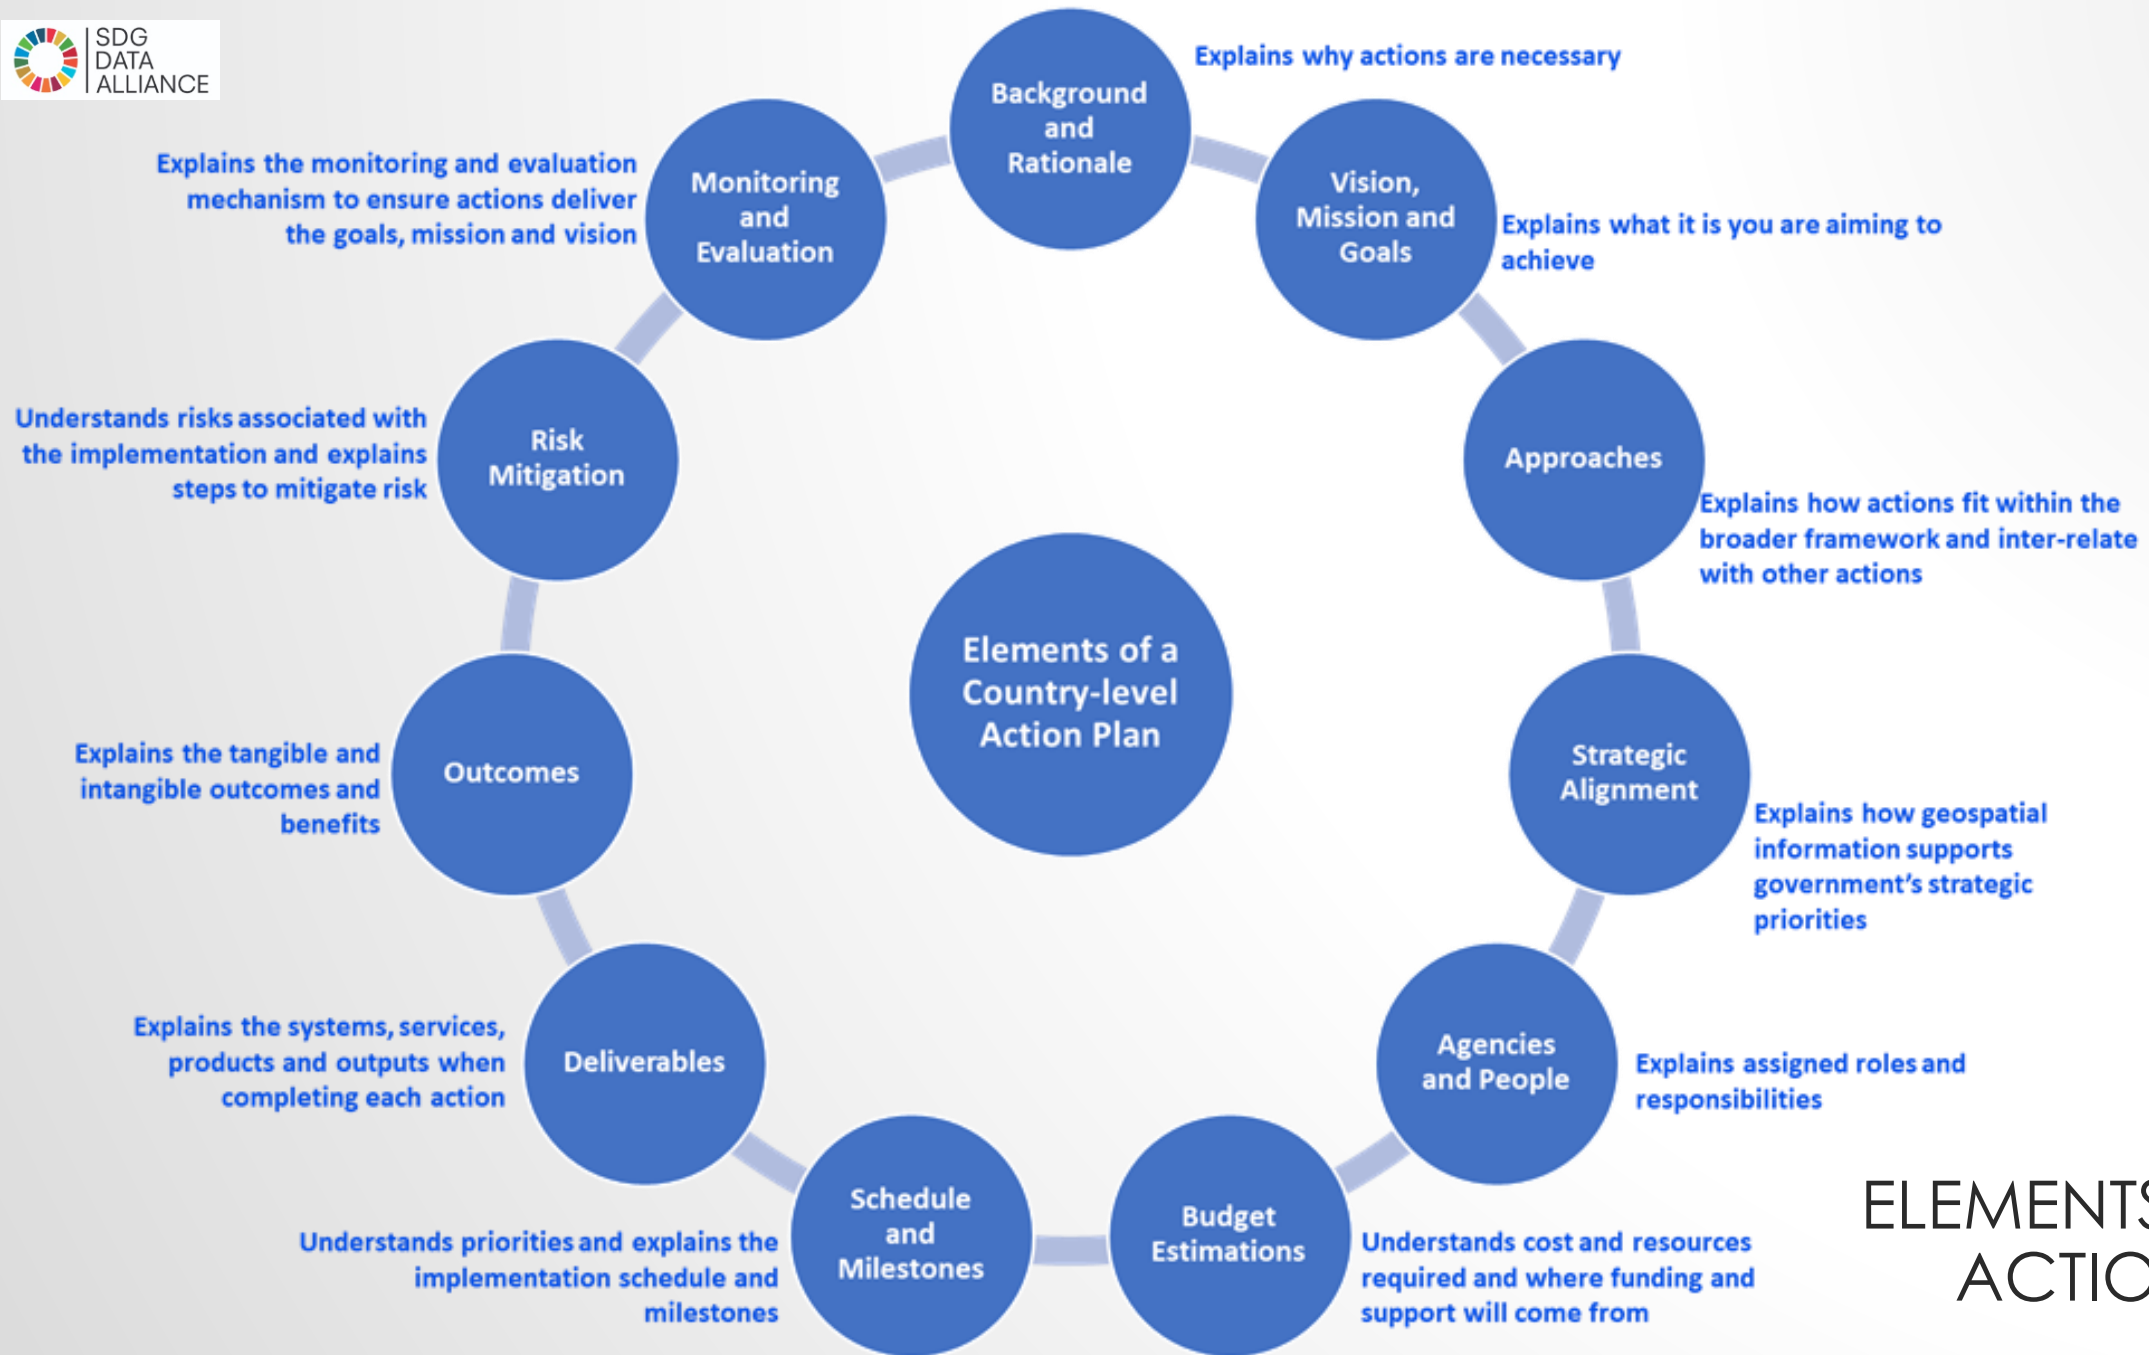 SDG
DATA
ALLIANCE
Background
and
Rationale
Explains why actions are necessary
Vision,
Mission and
Goals
Explains what it is you are aiming to
achieve
Approaches
Explains how actions fit within the
broader framework and inter-relate
with other actions
Strategic
Alignment
Explains how geospatial
information supports
government’s strategic
priorities
Agencies
and People
Explains assigned roles and
responsibilities
Budget
Estimations
Understands cost and resources
required and where funding and
support will come from
Schedule
and
Milestones
Understands priorities and explains the
implementation schedule and
milestones
Deliverables
Explains the systems, services,
products and outputs when
completing each action
Outcomes
Explains the tangible and
intangible outcomes and
benefits
Risk
Mitigation
Understands risks associated with
the implementation and explains
steps to mitigate risk
Monitoring
and
Evaluation
Explains the monitoring and evaluation
mechanism to ensure actions deliver
the goals, mission and vision
Elements of a
Country-level
Action Plan
ELEMENTS
ACTIO